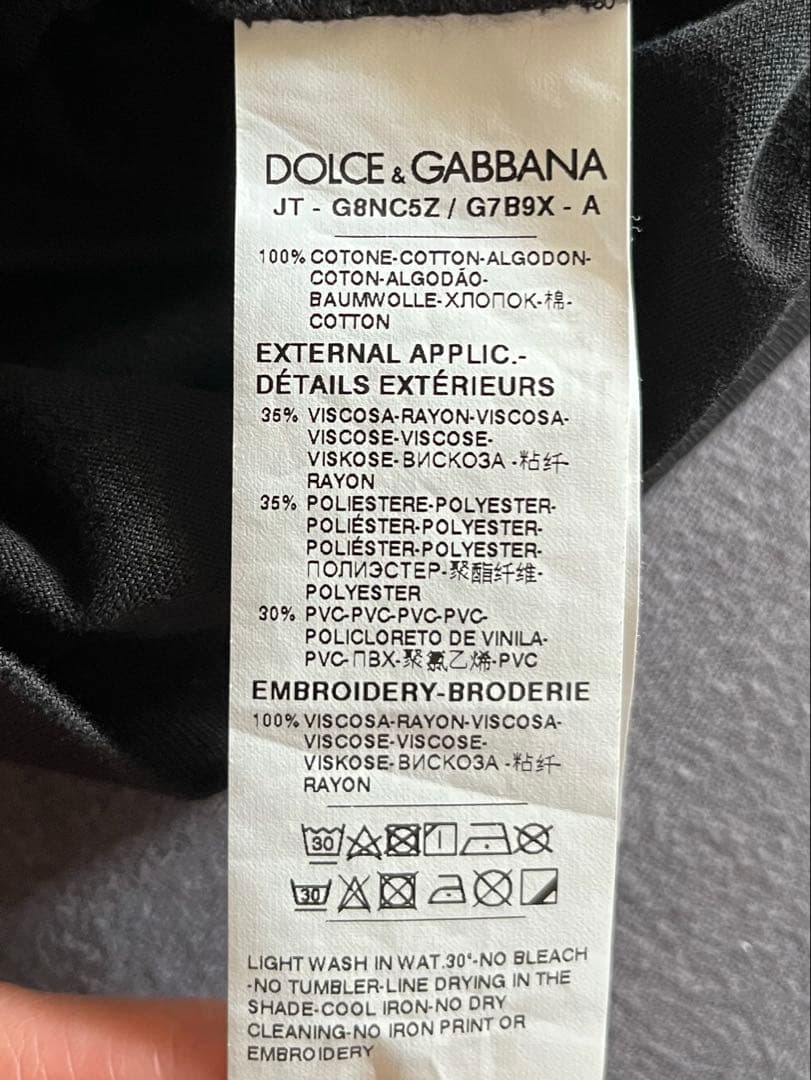 DOLCE & GABBANA
JT - G8NC5Z / G7B9X - A
100% COTONE-COTTON-ALGODON-
COTON-ALGODÃO-
BAUMWOLLE-ХЛОПОК-棉-
COTTON
EXTERNAL APPLIC.-
DÉTAILS EXTÉRIEURS
35% VISCOSA-RAYON-VISCOSA-
VISCOSE-VISCOSE-
VISKOSE-ВИСКОЗА -粘纤-
RAYON
35% POLIESTERE-POLYESTER-
POLIÉSTER-POLYESTER-
POLIÉSTER-POLYESTER-
ПОЛИЭСТЕР-聚酯纤维-
POLYESTER
30% PVC-PVC-PVC-PVC-
POLICLORETO DE VINILA-
PVC-ПВХ-聚氯乙烯-PVC
EMBROIDERY-BRODERIE
100% VISCOSA-RAYON-VISCOSA-
VISCOSE-VISCOSE-
VISKOSE-ВИСКОЗА -粘纤-
RAYON
30
30
LIGHT WASH IN WAT.30°-NO BLEACH
-NO TUMBLER-LINE DRYING IN THE
SHADE-COOL IRON-NO DRY
CLEANING-NO IRON PRINT OR
EMBROIDERY